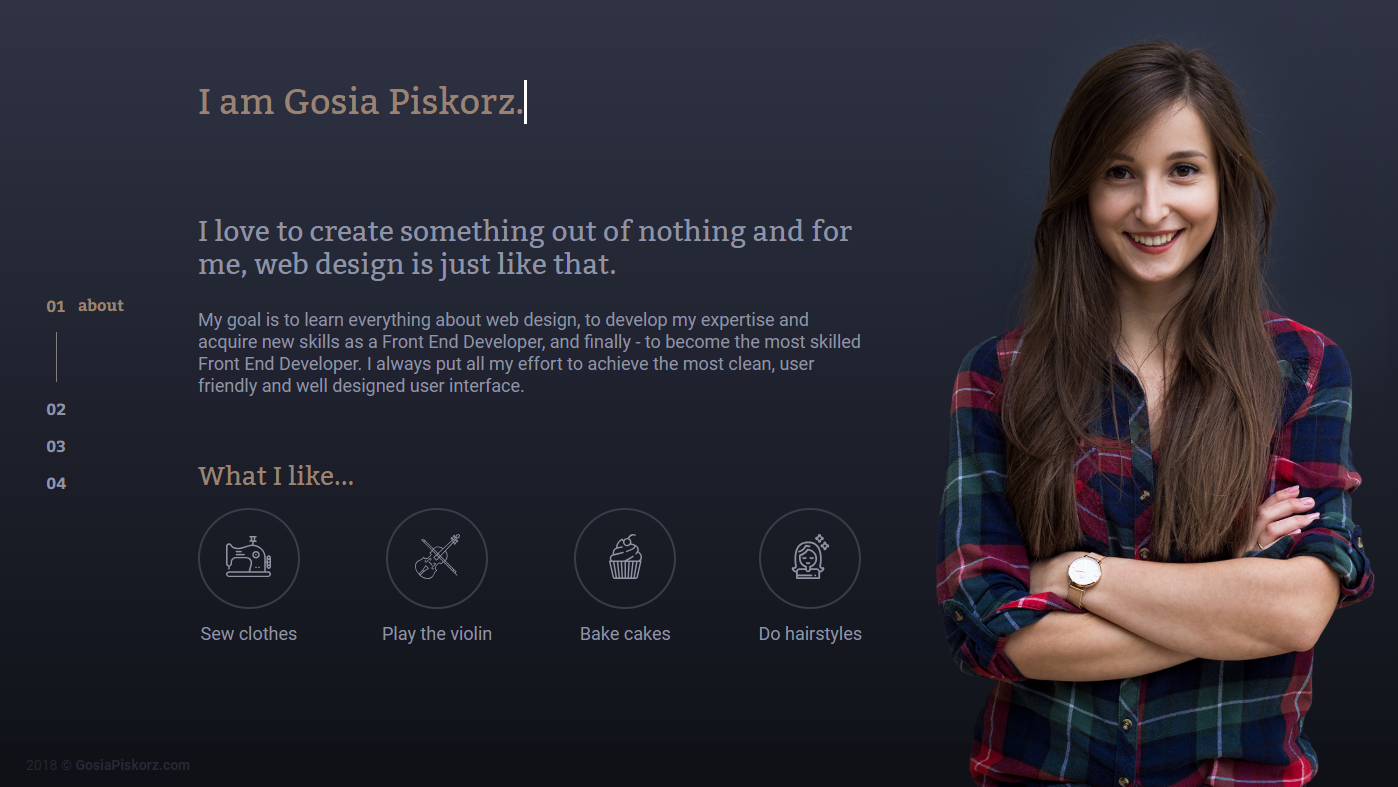 I am Gosia Piskorz.
I love to create something out of nothing and for
me, web design is just like that.
01 about
My goal is to learn everything about web design, to develop my expertise and
acquire new skills as a Front End Developer, and finally - to become the most skilled
Front End Developer. I always put all my effort to achieve the most clean, user
friendly and well designed user interface.
02
03
04
What I like...
Sew clothes
Play the violin
Bake cakes
Do hairstyles
2018 © GosiaPiskorz.com